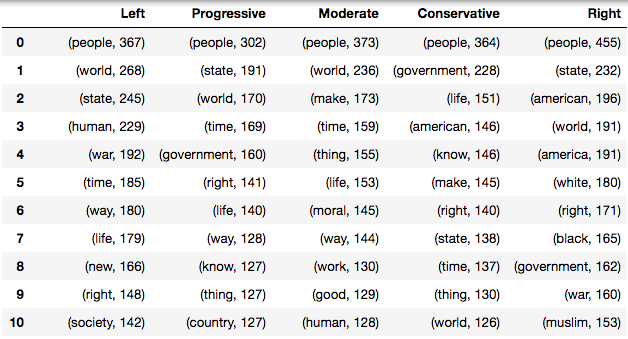 Left Progressive Moderate Conservative Right
0 (people, 367) (people, 302) (people, 373) (people, 364) (people, 455)
1 (world, 268) (state, 191) (world, 236) (government, 228) (state, 232)
2 (state, 245) (world, 170) (make, 173) (life, 151) (american, 196)
3 (human, 229) (time, 169) (time, 159) (american, 146) (world, 191)
4 (war, 192) (government, 160) (thing, 155) (know, 146) (america, 191)
5 (time, 185) (right, 141) (life, 153) (make, 145) (white, 180)
6 (way, 180) (life, 140) (moral, 145) (right, 140) (right, 171)
7 (life, 179) (way, 128) (way, 144) (state, 138) (black, 165)
8 (new, 166) (know, 127) (work, 130) (time, 137) (government, 162)
9 (right, 148) (thing, 127) (good, 129) (thing, 130) (war, 160)
10 (society, 142) (country, 127) (human, 128) (world, 126) (muslim, 153)